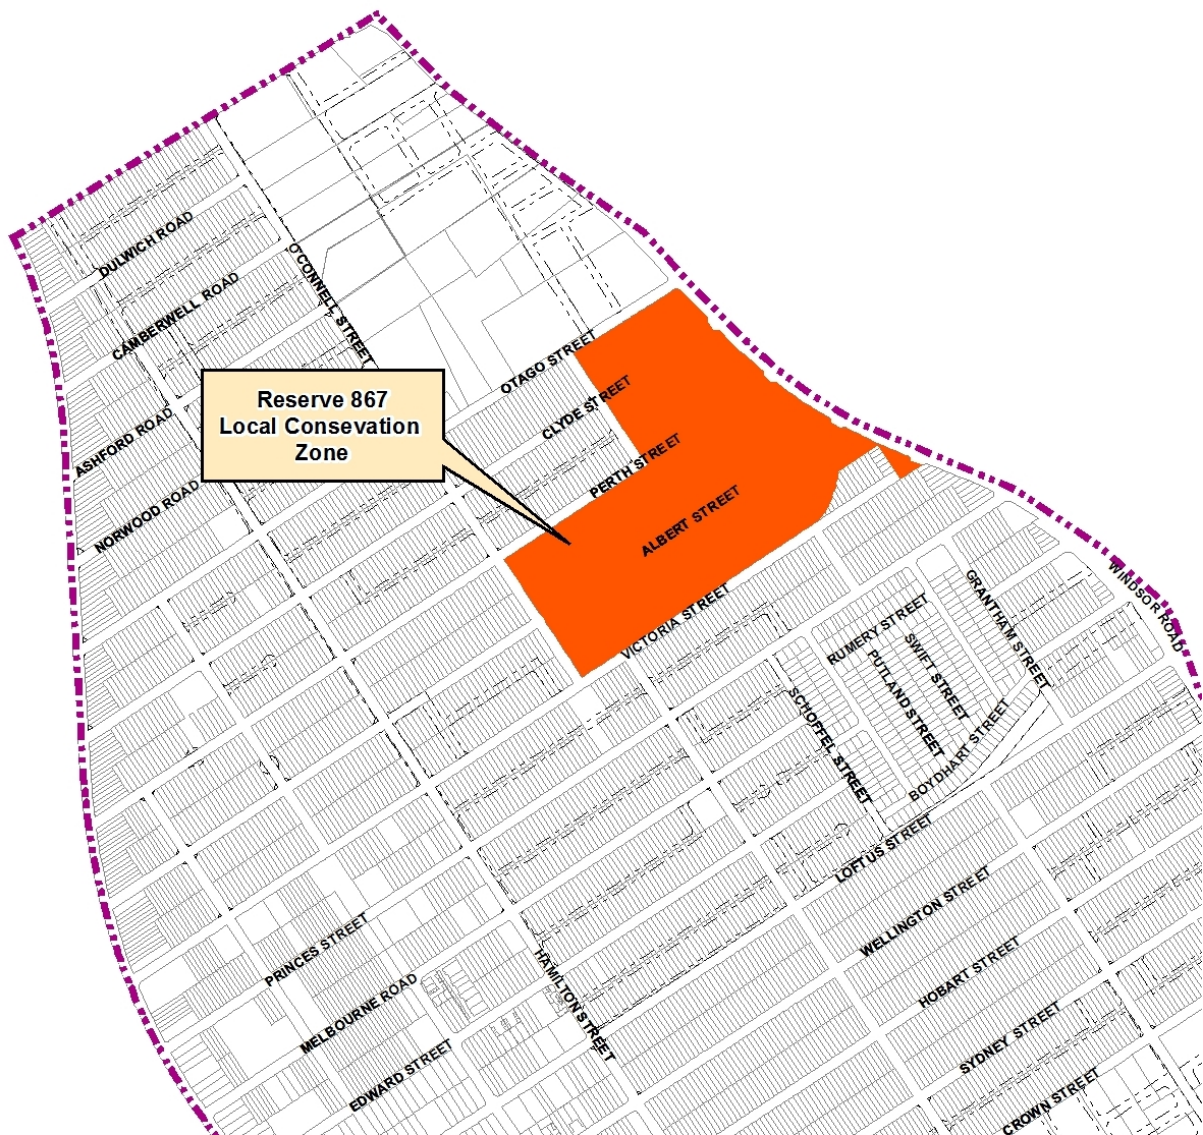 DULWICH ROAD
CAMBERWELL ROAD
O'CONNELL STREET
OTAGO STREET
CLYDE STREET
Reserve 867
Local Consevation
Zone
ASHFORD ROAD
NORWOOD ROAD
PERTH STREET
ALBERT STREET
VICTORIA STREET
WINDSOR ROAD
GRANTHAM STREET
RUMERY STREET
SWIFT STREET
PUTLAND STREET
SCHOFFEL STREET
BOYDHART STREET
LOFTUS STREET
WELLINGTON STREET
PRINCES STREET
HAMILTON STREET
HOBART STREET
MELBOURNE ROAD
SYDNEY STREET
EDWARD STREET
CROWN STREET